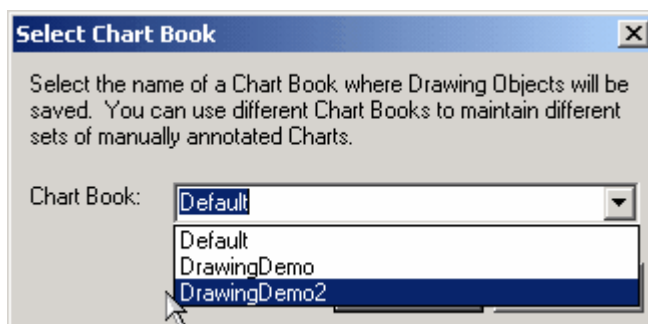 Select Chart Book
Select the name of a Chart Book where Drawing Objects will be
saved.  You can use different Chart Books to maintain different
sets of manually annotated Charts.
Chart Book: Default
Default
DrawingDemo
DrawingDemo2